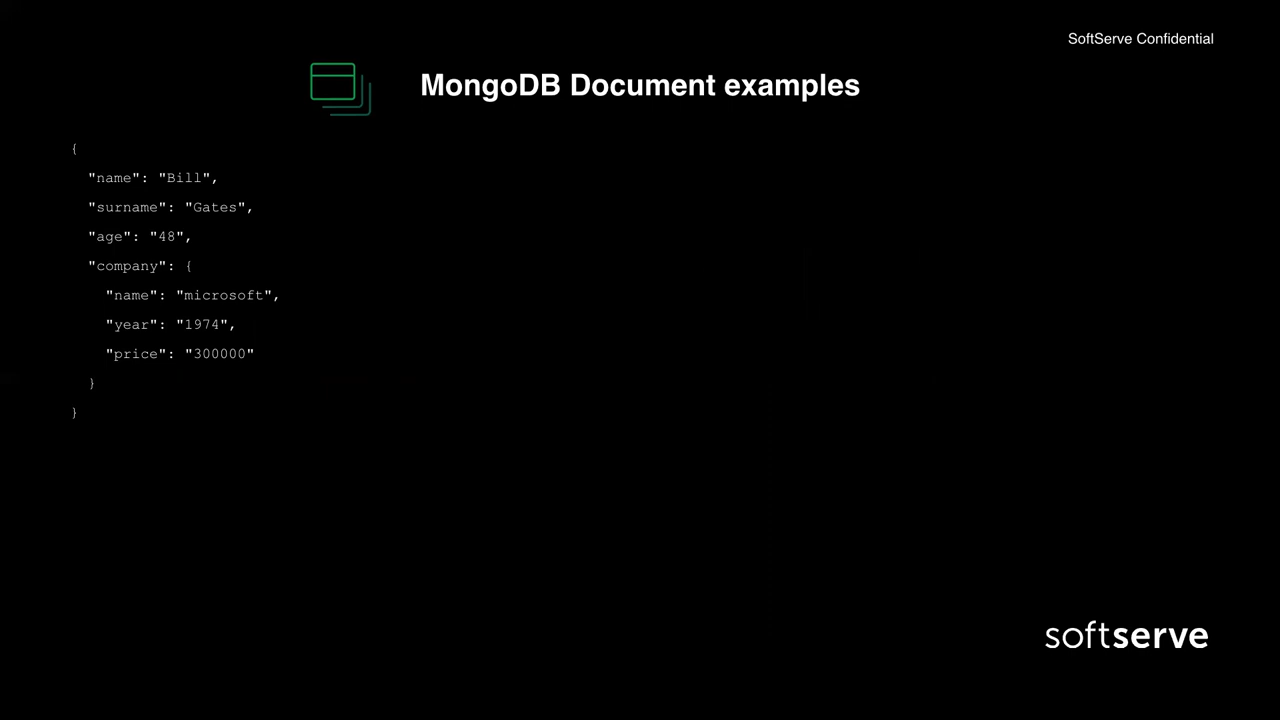 SoftServe Confidential
MongoDB Document examples
{
  "name": "Bill",
  "surname": "Gates",
  "age": "48",
  "company": {
    "name": "microsoft",
    "year": "1974",
    "price": "300000"
  }
}
softserve